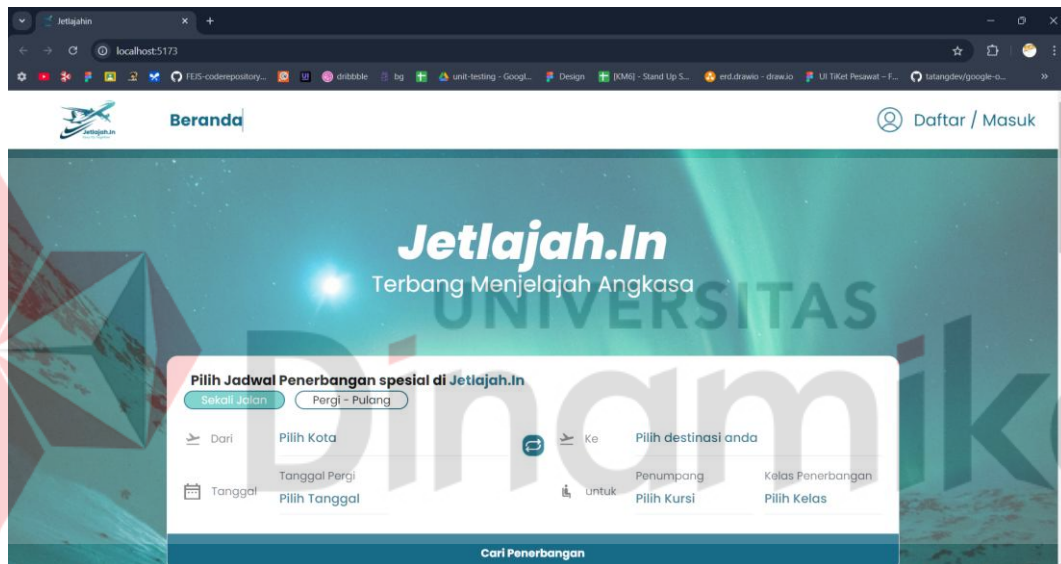 Jetlajahin
localhost:5173
FEJS-coderepository... dribbble bg unit-testing - Googl... Design [KM6] - Stand Up S... erd.drawio - draw.io UI TiKet Pesawat – F... tatangdev/google-o... »
Jetlajah.In
Beranda
Daftar / Masuk
Jetlajah.In
Terbang Menjelajah Angkasa
UNIVERSITAS
Dinamika
Pilih Jadwal Penerbangan spesial di Jetlajah.In
Sekali Jalan Pergi - Pulang
Dari Pilih Kota Ke Pilih destinasi anda
Tanggal Pergi Penumpang Kelas Penerbangan
Tanggal Pilih Tanggal untuk Pilih Kursi Pilih Kelas
Cari Penerbangan